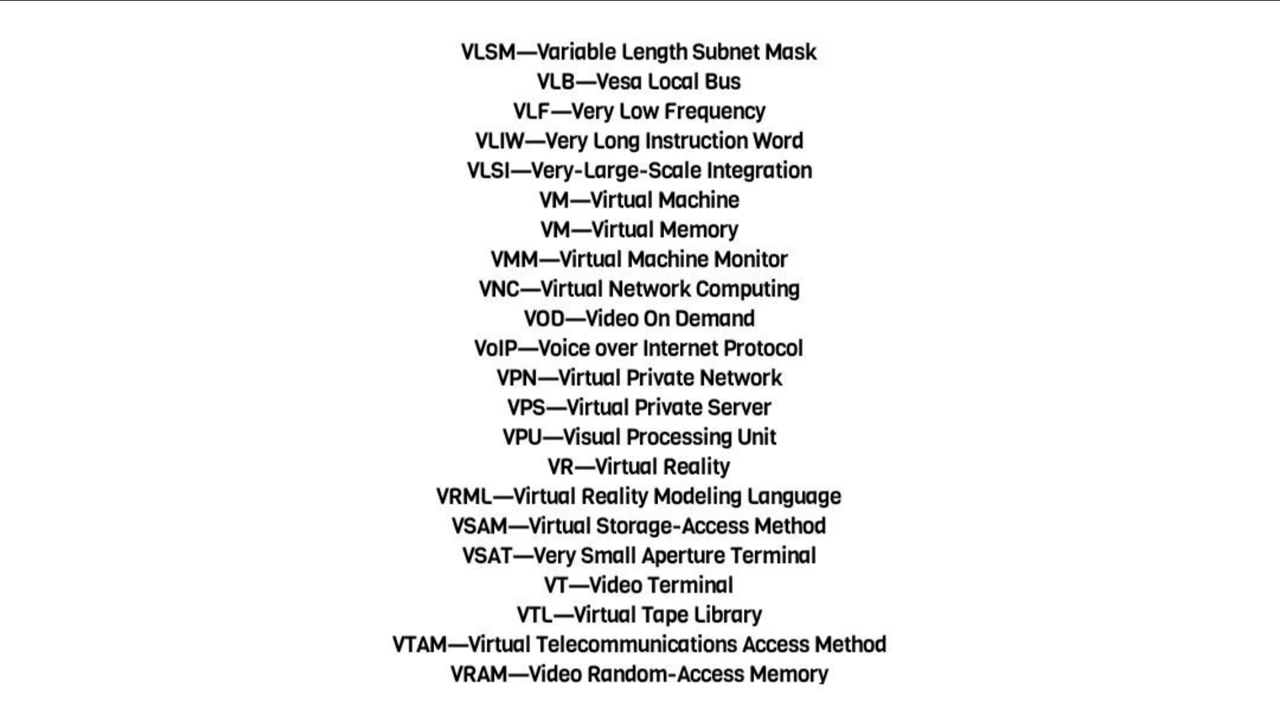 VLSM—Variable Length Subnet Mask
VLB—Vesa Local Bus
VLF—Very Low Frequency
VLIW—Very Long Instruction Word
VLSI—Very-Large-Scale Integration
VM—Virtual Machine
VM—Virtual Memory
VMM—Virtual Machine Monitor
VNC—Virtual Network Computing
VOD—Video On Demand
VoIP—Voice over Internet Protocol
VPN—Virtual Private Network
VPS—Virtual Private Server
VPU—Visual Processing Unit
VR—Virtual Reality
VRML—Virtual Reality Modeling Language
VSAM—Virtual Storage-Access Method
VSAT—Very Small Aperture Terminal
VT—Video Terminal
VTL—Virtual Tape Library
VTAM—Virtual Telecommunications Access Method
VRAM—Video Random-Access Memory